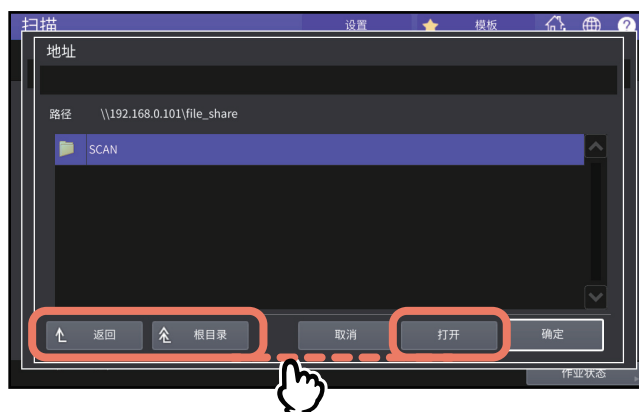 扫描 设置 模板 ?
地址
路径 \\192.168.0.101\file_share
SCAN
返回 根目录 取消 打开 确定
作业状态